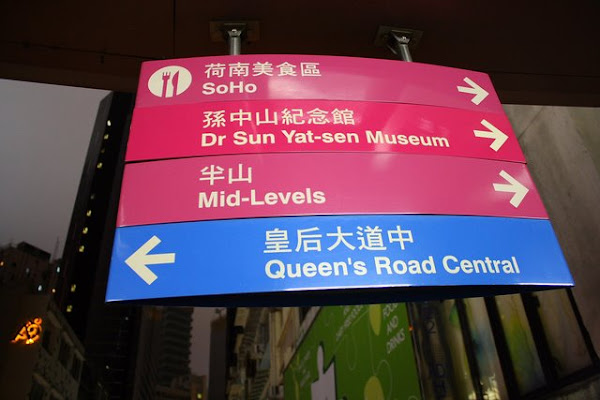 荷南美食區
SoHo
孫中山紀念館
Dr Sun Yat-sen Museum
半山
Mid-Levels
皇后大道中
Queen's Road Central